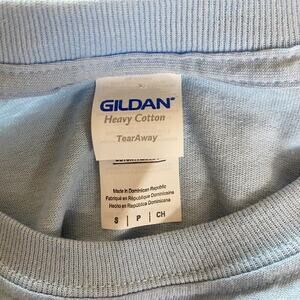 GILDAN®
Heavy Cotton
TearAway
Made in Dominican Republic
Fabriqué en République Dominicaine
Hecho en República Dominicana
S | P | CH